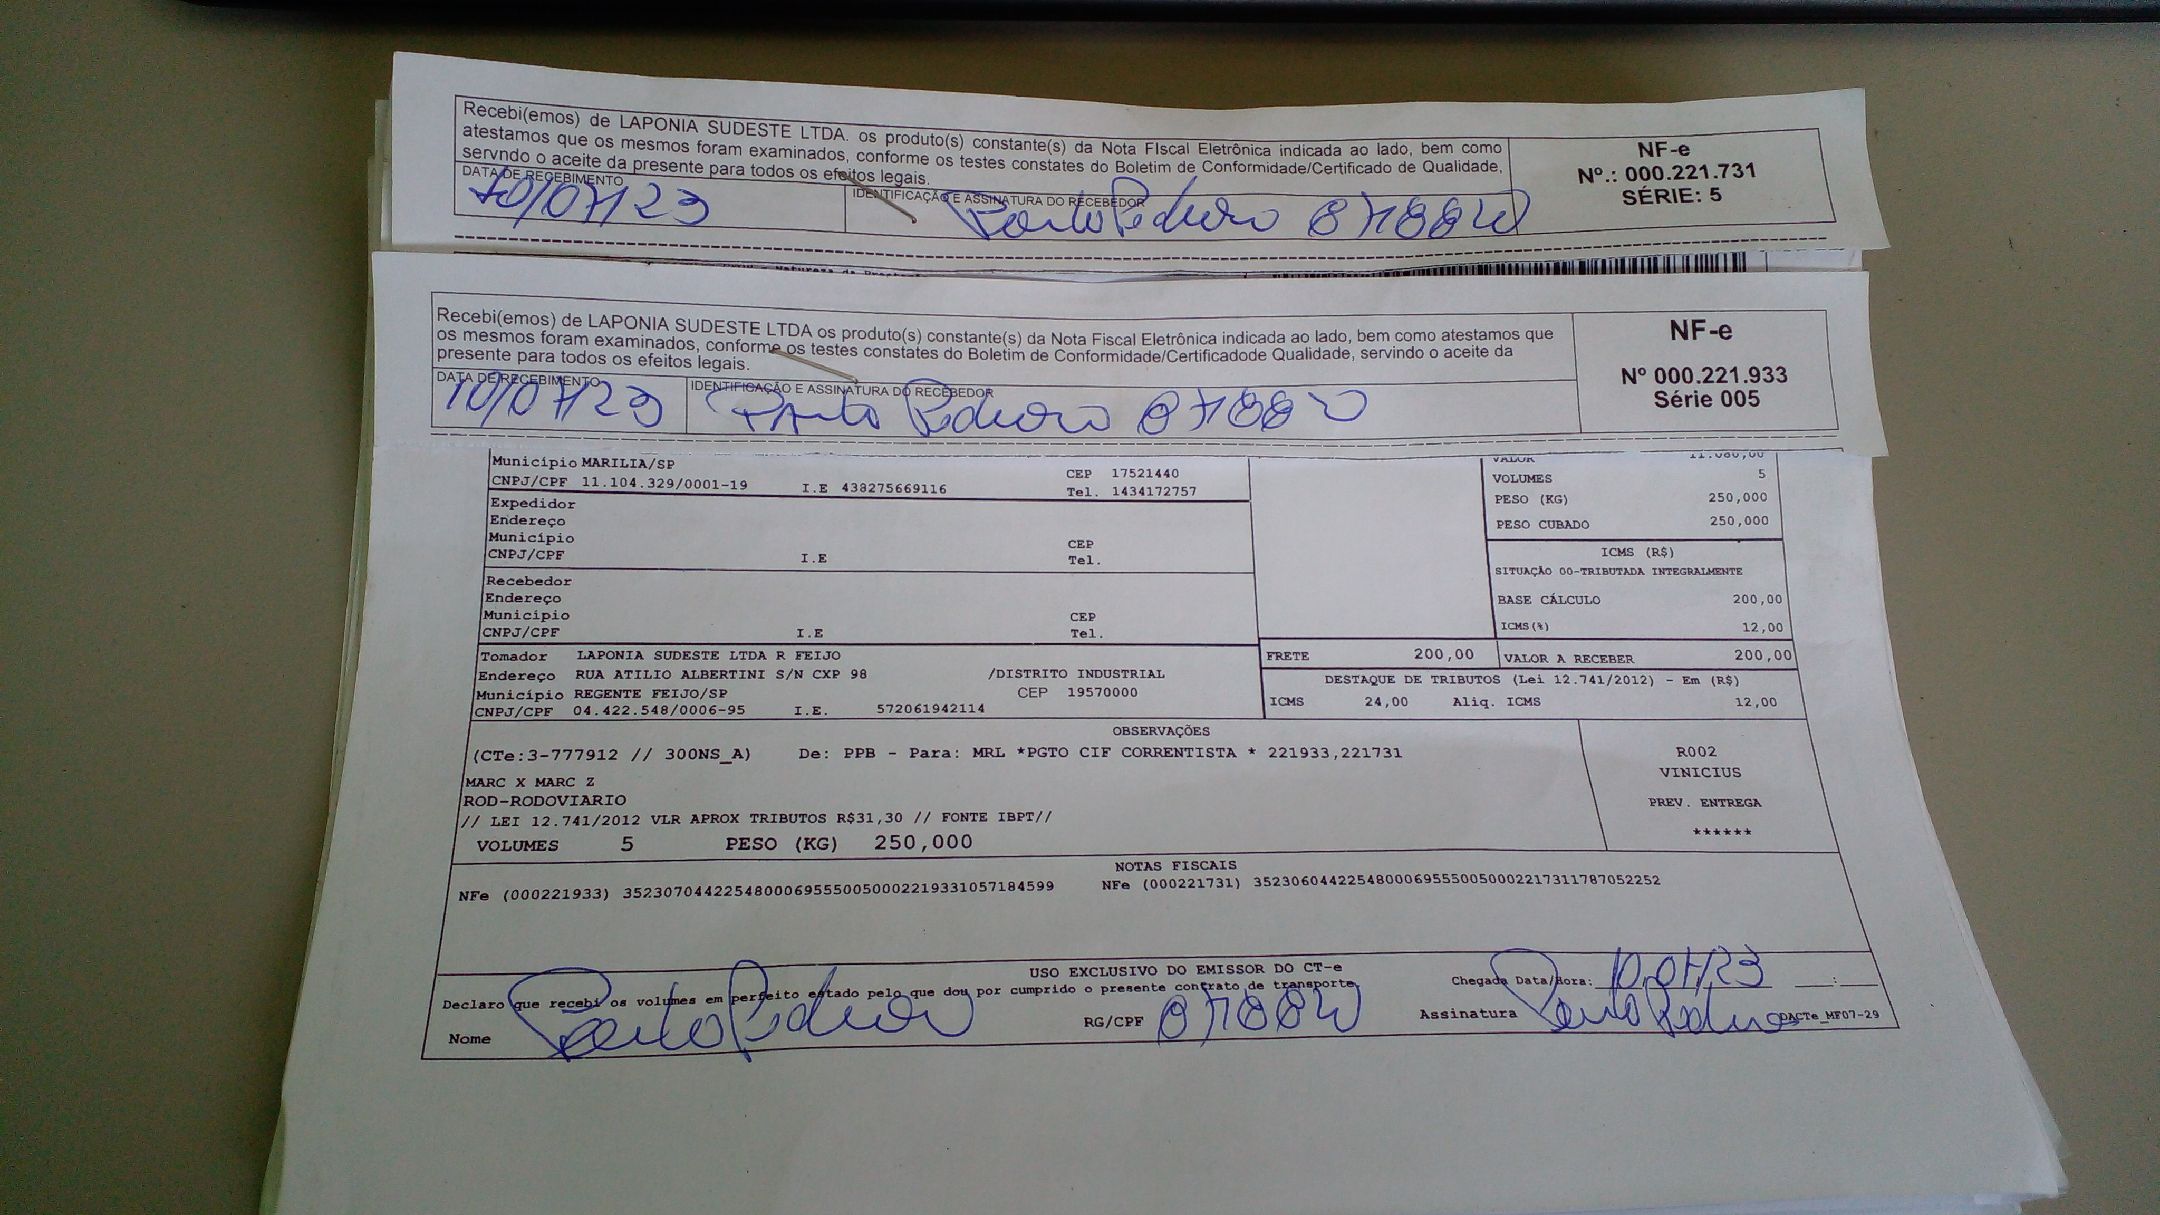 Recebi(emos) de LAPONIA SUDESTE LTDA. os produto(s) constante(s) da Nota FIscal Eletrônica indicada ao lado, bem como
atestamos que os mesmos foram examinados, conforme os testes constates do Boletim de Conformidade/Certificado de Qualidade,
servndo o aceite da presente para todos os efeitos legais.
NF-e
Nº.: 000.221.731
SÉRIE: 5
DATA DE RECEBIMENTO
IDENTIFICAÇÃO E ASSINATURA DO RECEBEDOR
10/07/23
Recebi(emos) de LAPONIA SUDESTE LTDA os produto(s) constante(s) da Nota Fiscal Eletrônica indicada ao lado, bem como atestamos que
os mesmos foram examinados, conforme os testes constates do Boletim de Conformidade/Certificadode Qualidade, servindo o aceite da
presente para todos os efeitos legais.
NF-e
Nº 000.221.933
Série 005
DATA DE RECEBIMENTO
IDENTIFICAÇÃO E ASSINATURA DO RECEBEDOR
10/07/23
Município MARILIA/SP CEP 17521440
CNPJ/CPF 11.104.329/0001-19 I.E 438275669116 Tel. 1434172757
Expedidor
Endereço
Município CEP
CNPJ/CPF I.E Tel.
Recebedor
Endereço
Município CEP
CNPJ/CPF I.E Tel.
VALOR
VOLUMES 5
PESO (KG) 250,000
PESO CUBADO 250,000
ICMS (R$)
SITUAÇÃO 00-TRIBUTADA INTEGRALMENTE
BASE CÁLCULO 200,00
ICMS(%) 12,00
Tomador LAPONIA SUDESTE LTDA R FEIJO
Endereço RUA ATILIO ALBERTINI S/N CXP 98 /DISTRITO INDUSTRIAL
Município REGENTE FEIJO/SP CEP 19570000
CNPJ/CPF 04.422.548/0006-95 I.E. 572061942114
FRETE 200,00 VALOR A RECEBER 200,00
DESTAQUE DE TRIBUTOS (Lei 12.741/2012) - Em (R$)
ICMS 24,00 Aliq. ICMS 12,00
OBSERVAÇÕES
(CTe:3-777912 // 300NS_A) De: PPB - Para: MRL *PGTO CIF CORRENTISTA * 221933,221731
MARC X MARC Z
ROD-RODOVIARIO
// LEI 12.741/2012 VLR APROX TRIBUTOS R$31,30 // FONTE IBPT//
VOLUMES 5 PESO (KG) 250,000
R002
VINICIUS
PREV. ENTREGA
******
NOTAS FISCAIS
NFe (000221933) 35230704422548000695550050002219331057184599 NFe (000221731) 35230604422548000695550050002217311787052252
USO EXCLUSIVO DO EMISSOR DO CT-e
Declaro que recebi os volumes em perfeito estado pelo que dou por cumprido o presente contrato de transporte.
Chegada Data/Hora: 10,07,23 __:__
Nome
RG/CPF
Assinatura
DACTe_MF07-29